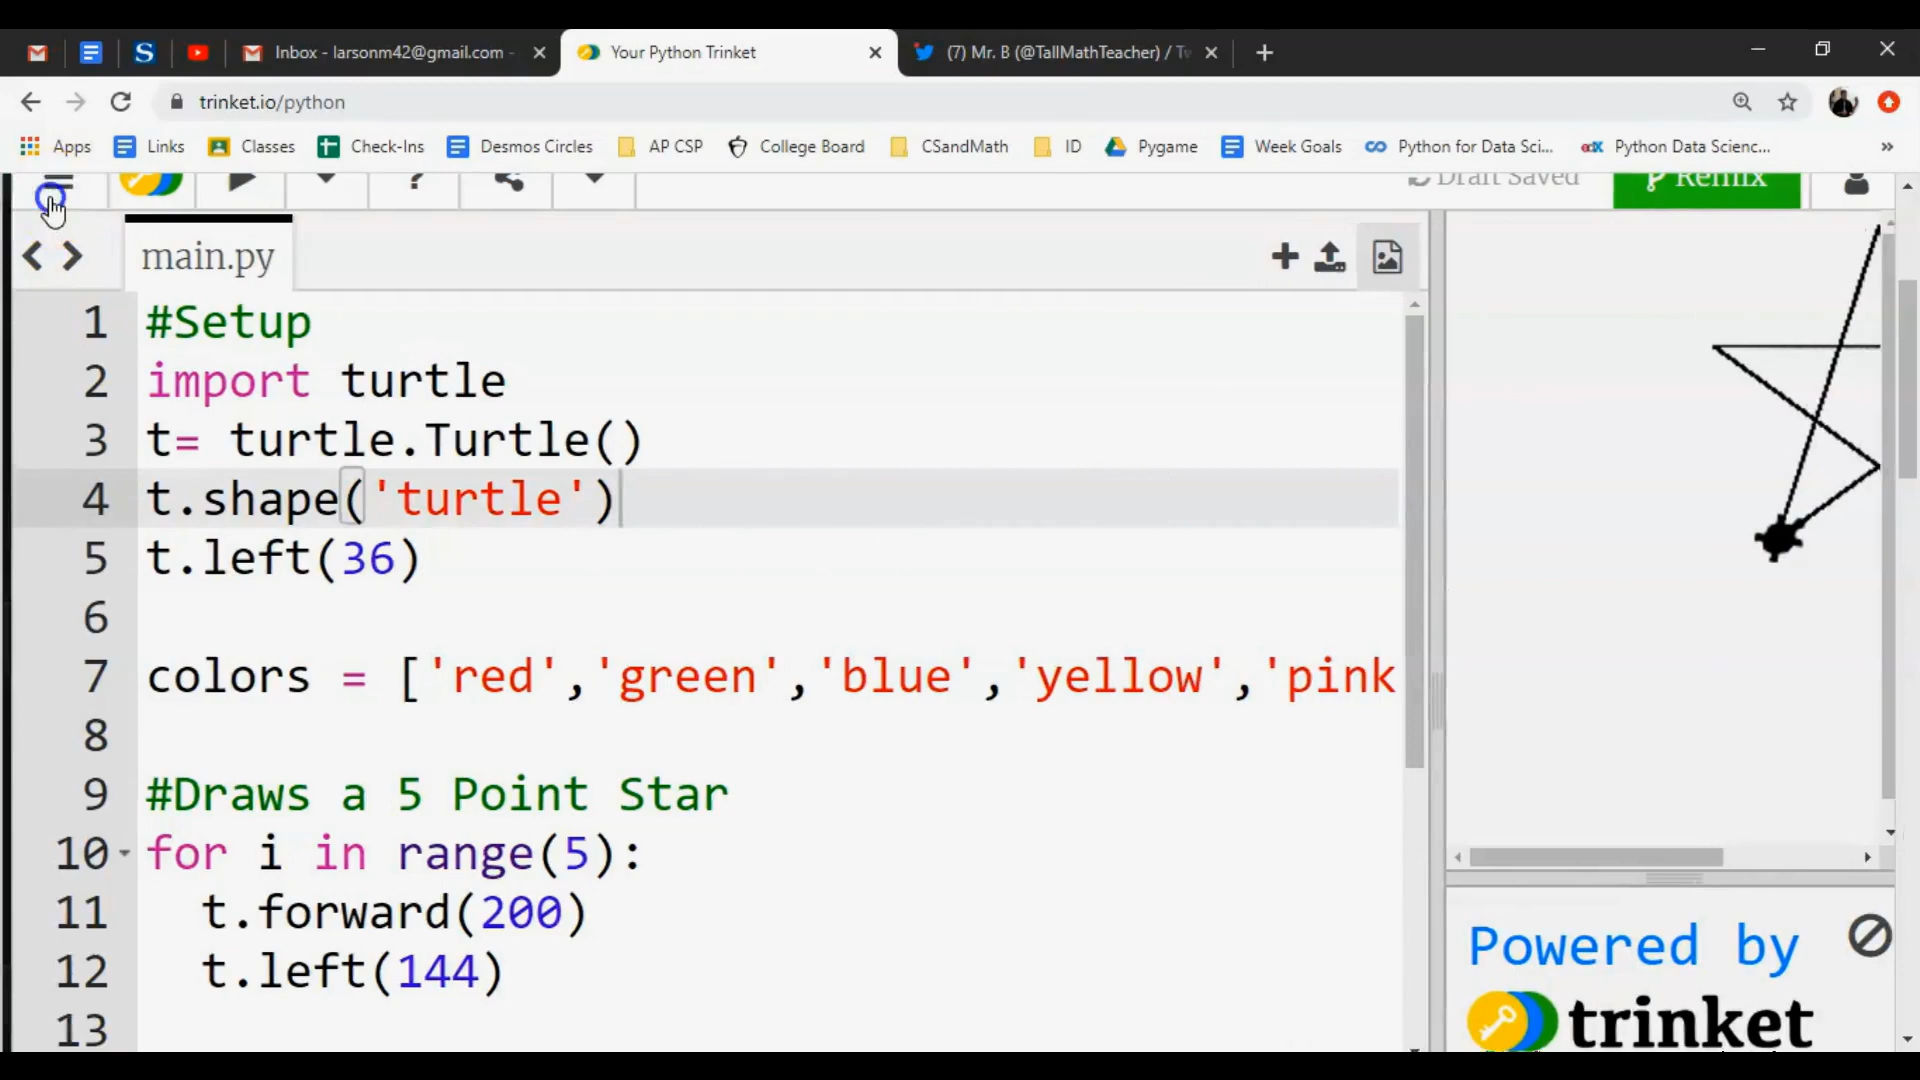 Inbox - larsonm42@gmail.com -
Your Python Trinket
(7) Mr. B (@TallMathTeacher) / Tw
trinket.io/python
Apps
Links
Classes
Check-Ins
Desmos Circles
AP CSP
College Board
CSandMath
ID
Pygame
Week Goals
Python for Data Sci...
Python Data Scienc...
»
?
Draft Saved
Remix
main.py
1 #Setup
2 import turtle
3 t= turtle.Turtle()
4 t.shape('turtle')
5 t.left(36)
6
7 colors = ['red','green','blue','yellow','pink
8
9 #Draws a 5 Point Star
10 for i in range(5):
11 t.forward(200)
12 t.left(144)
13
Powered by
trinket